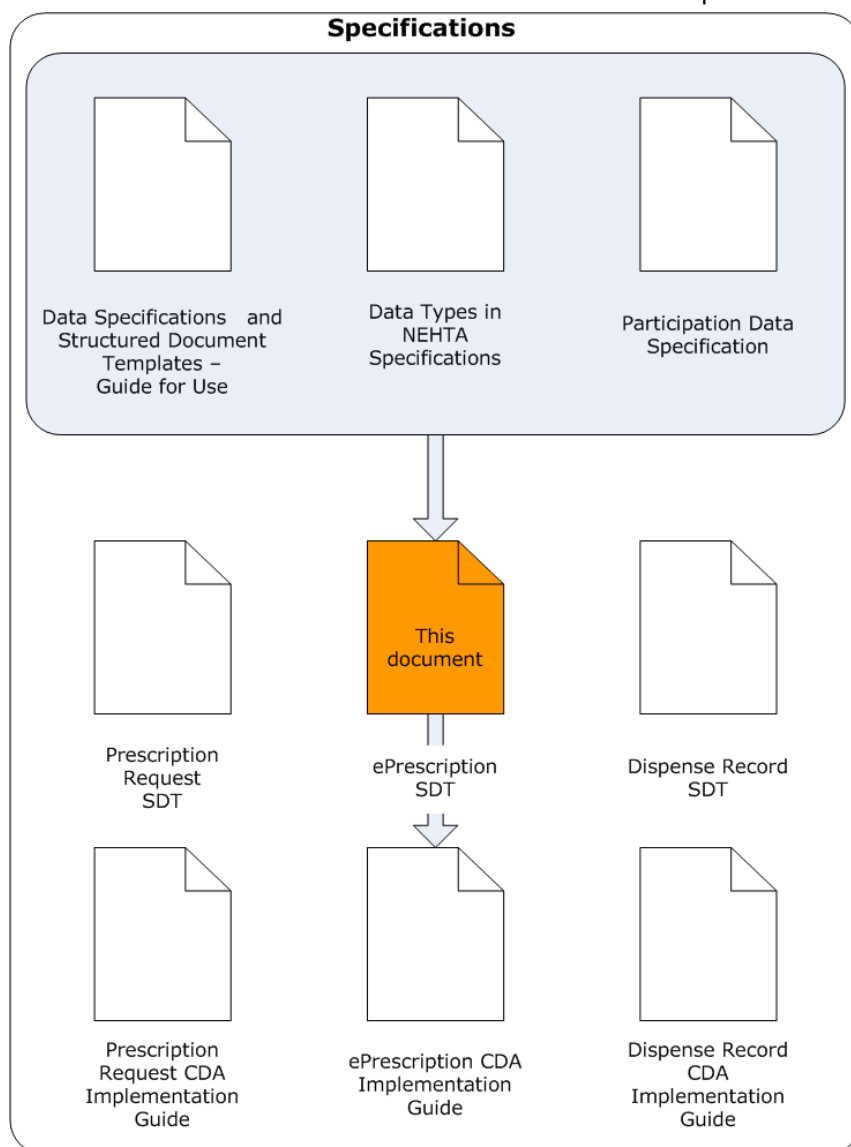 Specifications
Data Specifications and
Structured Document
Templates –
Guide for Use
Data Types in
NEHTA
Specifications
Participation Data
Specification
This
document
Prescription
Request
SDT
ePrescription
SDT
Dispense Record
SDT
Prescription
Request CDA
Implementation
Guide
ePrescription CDA
Implementation
Guide
Dispense Record
CDA
Implementation
Guide